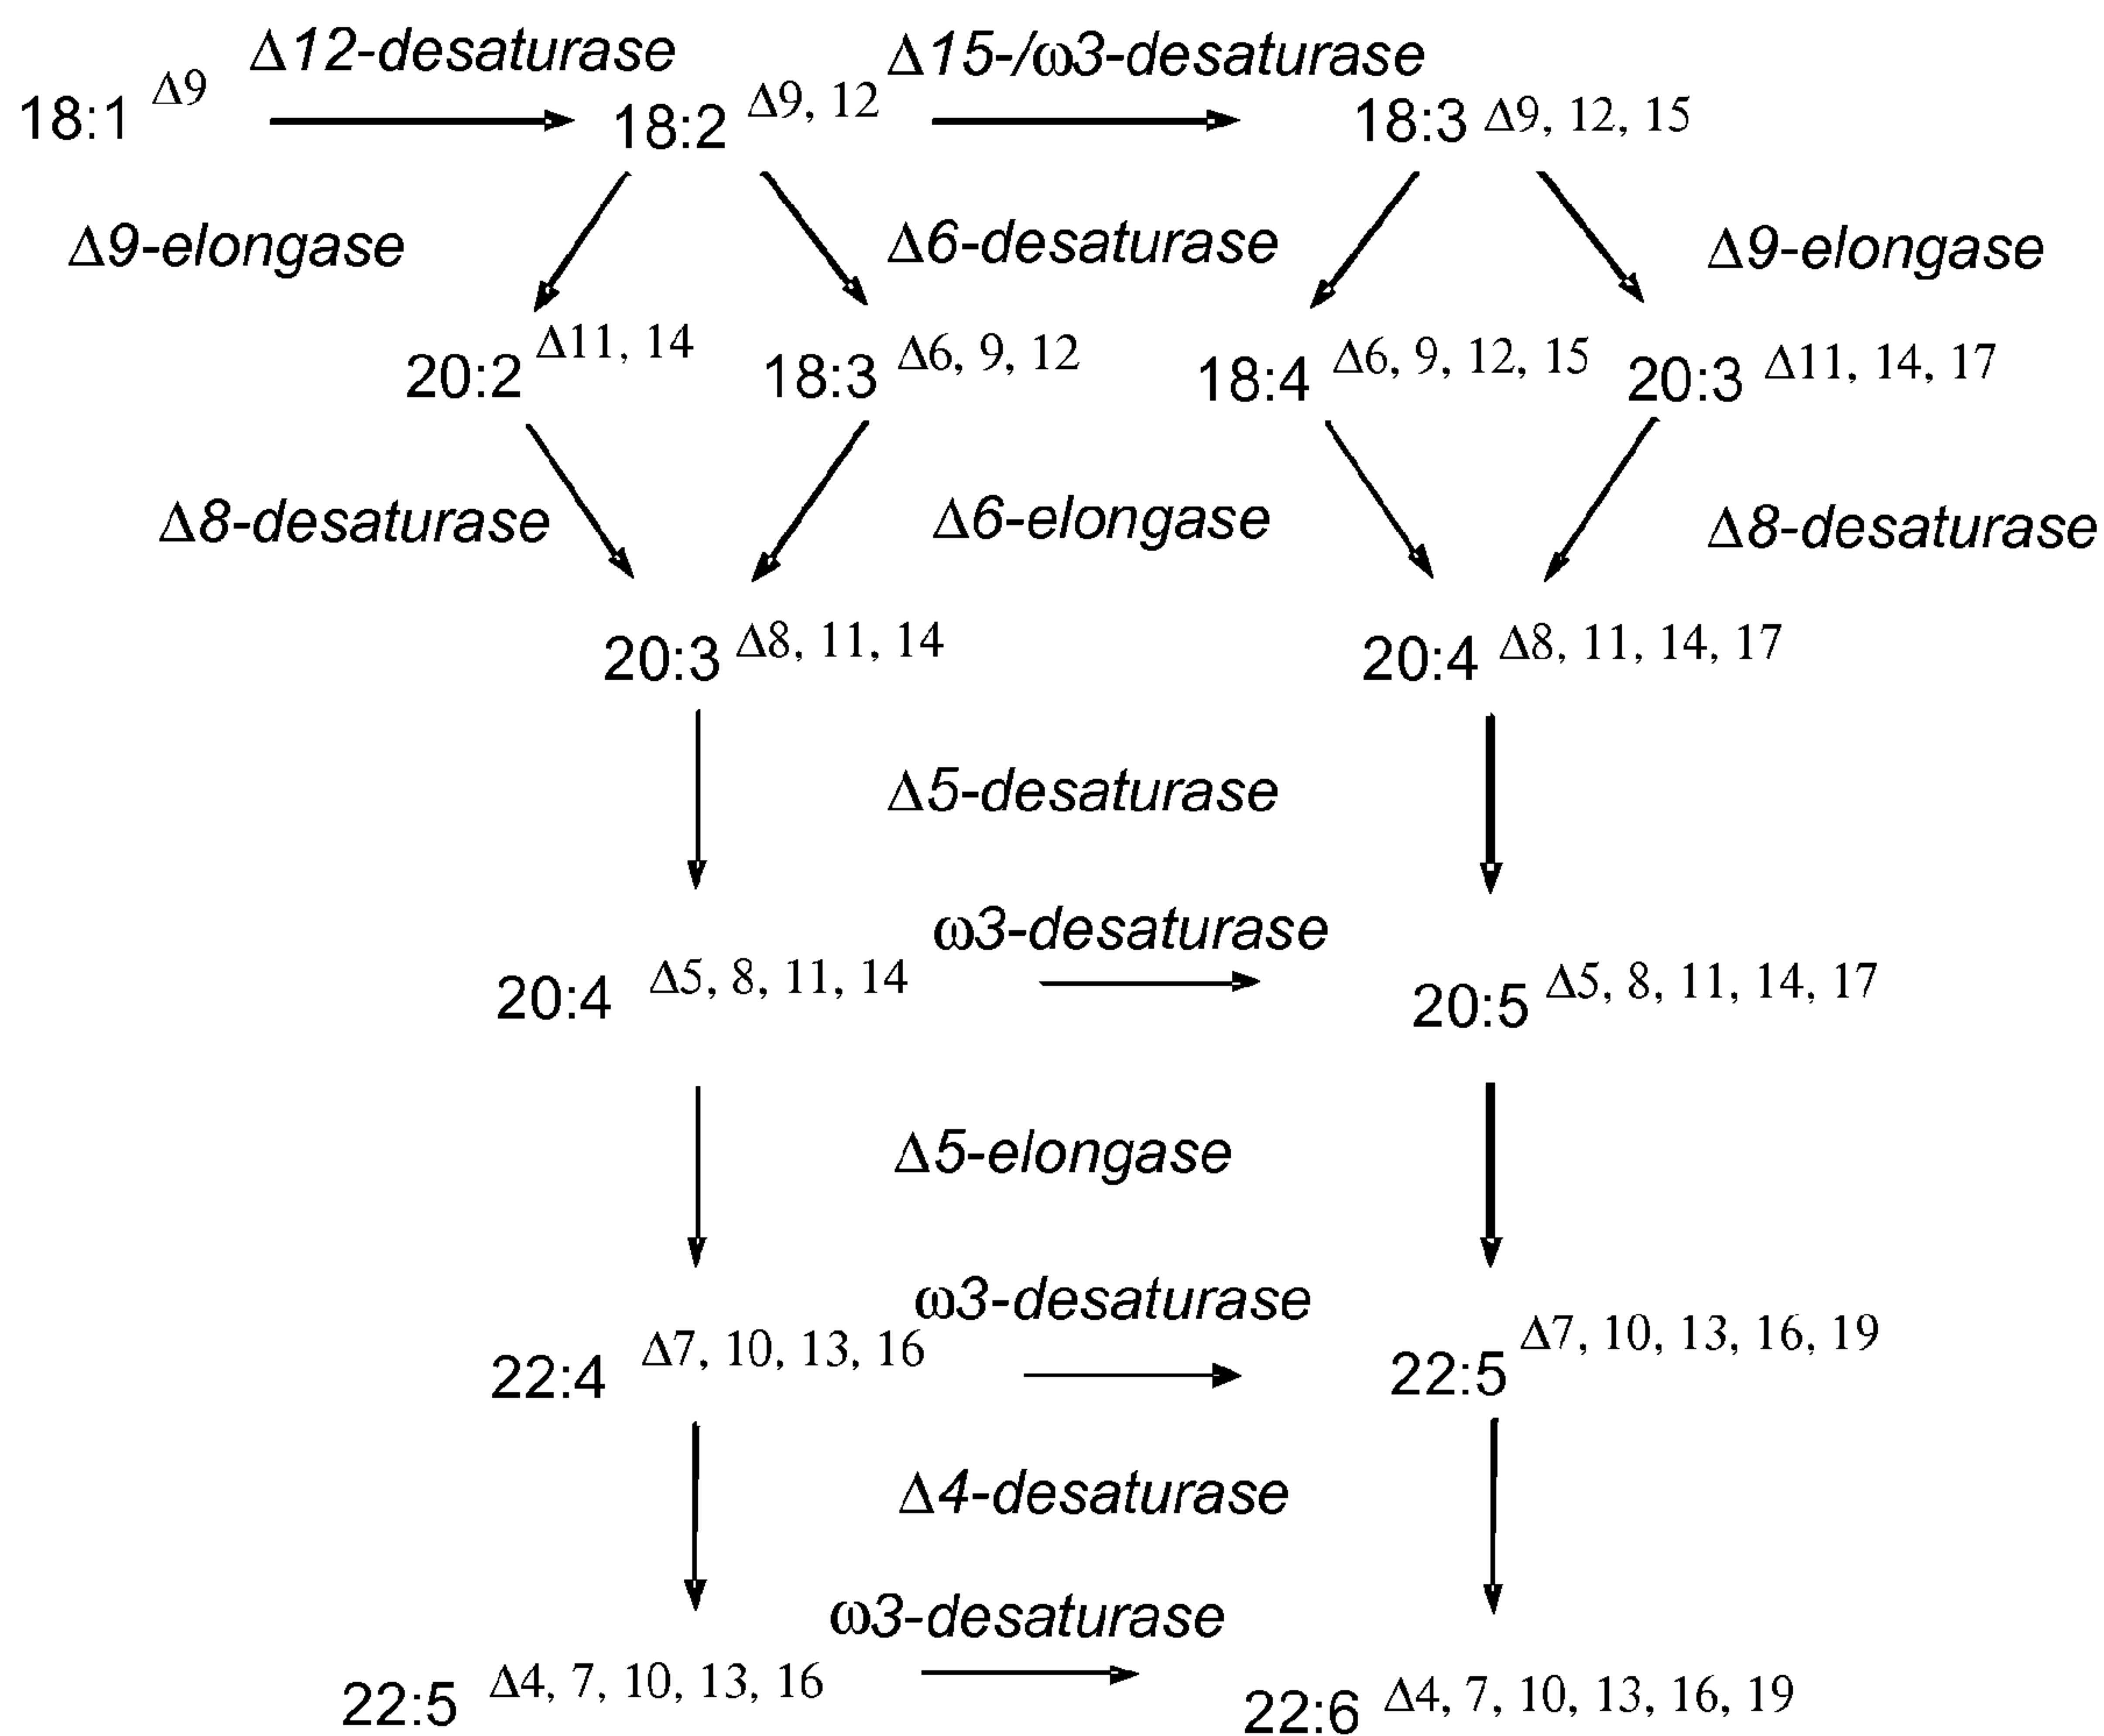 Δ12-desaturase Δ15-/ω3-desaturase
18:1 Δ9 18:2 Δ9, 12 18:3 Δ9, 12, 15
Δ9-elongase Δ6-desaturase Δ9-elongase
20:2 Δ11, 14 18:3 Δ6, 9, 12 18:4 Δ6, 9, 12, 15 20:3 Δ11, 14, 17
Δ8-desaturase Δ6-elongase Δ8-desaturase
20:3 Δ8, 11, 14 20:4 Δ8, 11, 14, 17
Δ5-desaturase
ω3-desaturase
20:4 Δ5, 8, 11, 14 20:5 Δ5, 8, 11, 14, 17
Δ5-elongase
ω3-desaturase
22:4 Δ7, 10, 13, 16 22:5 Δ7, 10, 13, 16, 19
Δ4-desaturase
ω3-desaturase
22:5 Δ4, 7, 10, 13, 16 22:6 Δ4, 7, 10, 13, 16, 19